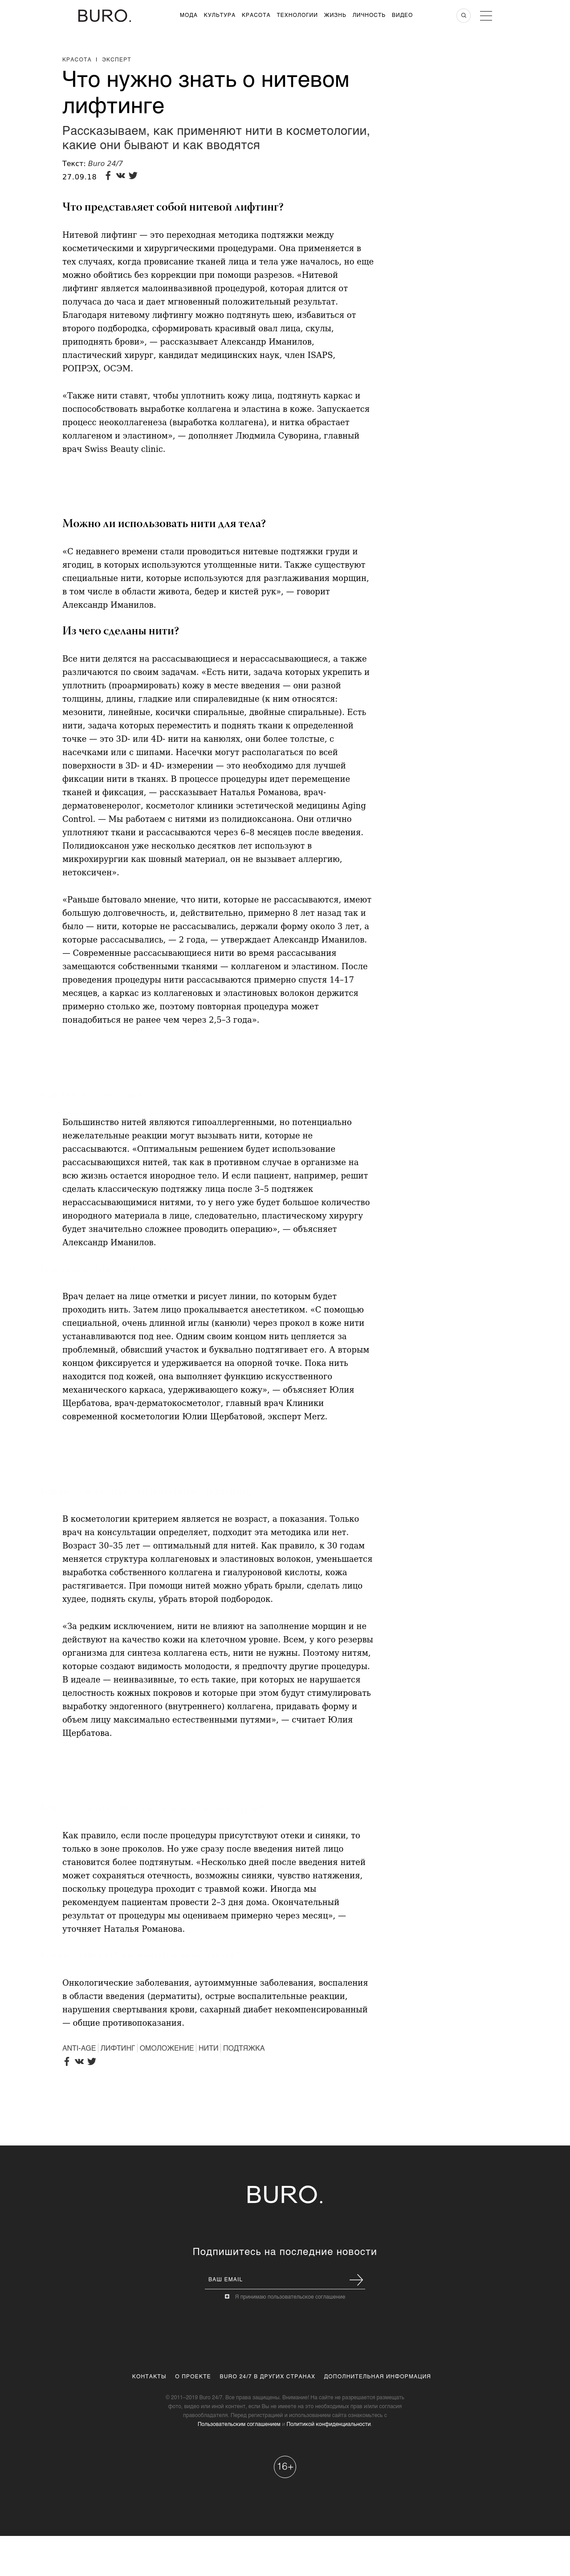 BURO.
МОДА КУЛЬТУРА КРАСОТА ТЕХНОЛОГИИ ЖИЗНЬ ЛИЧНОСТЬ ВИДЕО
КРАСОТА | ЭКСПЕРТ
Что нужно знать о нитевом
лифтинге
Рассказываем, как применяют нити в косметологии,
какие они бывают и как вводятся
Текст: Buro 24/7
27.09.18
Что представляет собой нитевой лифтинг?
Нитевой лифтинг — это переходная методика подтяжки между
косметическими и хирургическими процедурами. Она применяется в
тех случаях, когда провисание тканей лица и тела уже началось, но еще
можно обойтись без коррекции при помощи разрезов. «Нитевой
лифтинг является малоинвазивной процедурой, которая длится от
получаса до часа и дает мгновенный положительный результат.
Благодаря нитевому лифтингу можно подтянуть шею, избавиться от
второго подбородка, сформировать красивый овал лица, скулы,
приподнять брови», — рассказывает Александр Иманилов,
пластический хирург, кандидат медицинских наук, член ISAPS,
РОПРЭХ, ОСЭМ.
«Также нити ставят, чтобы уплотнить кожу лица, подтянуть каркас и
поспособствовать выработке коллагена и эластина в коже. Запускается
процесс неоколлагенеза (выработка коллагена), и нитка обрастает
коллагеном и эластином», — дополняет Людмила Суворина, главный
врач Swiss Beauty clinic.
Можно ли использовать нити для тела?
«С недавнего времени стали проводиться нитевые подтяжки груди и
ягодиц, в которых используются утолщенные нити. Также существуют
специальные нити, которые используются для разглаживания морщин,
в том числе в области живота, бедер и кистей рук», — говорит
Александр Иманилов.
Из чего сделаны нити?
Все нити делятся на рассасывающиеся и нерассасывающиеся, а также
различаются по своим задачам. «Есть нити, задача которых укрепить и
уплотнить (проармировать) кожу в месте введения — они разной
толщины, длины, гладкие или спиралевидные (к ним относятся:
мезонити, линейные, косички спиральные, двойные спиральные). Есть
нити, задача которых переместить и поднять ткани к определенной
точке — это 3D- или 4D- нити на канюлях, они более толстые, с
насечками или с шипами. Насечки могут располагаться по всей
поверхности в 3D- и 4D- измерении — это необходимо для лучшей
фиксации нити в тканях. В процессе процедуры идет перемещение
тканей и фиксация, — рассказывает Наталья Романова, врач-
дерматовенеролог, косметолог клиники эстетической медицины Aging
Control. — Мы работаем с нитями из полидиоксанона. Они отлично
уплотняют ткани и рассасываются через 6–8 месяцев после введения.
Полидиоксанон уже несколько десятков лет используют в
микрохирургии как шовный материал, он не вызывает аллергию,
нетоксичен».
«Раньше бытовало мнение, что нити, которые не рассасываются, имеют
большую долговечность, и, действительно, примерно 8 лет назад так и
было — нити, которые не рассасывались, держали форму около 3 лет, а
которые рассасывались, — 2 года, — утверждает Александр Иманилов.
— Современные рассасывающиеся нити во время рассасывания
замещаются собственными тканями — коллагеном и эластином. После
проведения процедуры нити рассасываются примерно спустя 14–17
месяцев, а каркас из коллагеновых и эластиновых волокон держится
примерно столько же, поэтому повторная процедура может
понадобиться не ранее чем через 2,5–3 года».
Большинство нитей являются гипоаллергенными, но потенциально
нежелательные реакции могут вызывать нити, которые не
рассасываются. «Оптимальным решением будет использование
рассасывающихся нитей, так как в противном случае в организме на
всю жизнь остается инородное тело. И если пациент, например, решит
сделать классическую подтяжку лица после 3–5 подтяжек
нерассасывающимися нитями, то у него уже будет большое количество
инородного материала в лице, следовательно, пластическому хирургу
будет значительно сложнее проводить операцию», — объясняет
Александр Иманилов.
Врач делает на лице отметки и рисует линии, по которым будет
проходить нить. Затем лицо прокалывается анестетиком. «С помощью
специальной, очень длинной иглы (канюли) через прокол в коже нити
устанавливаются под нее. Одним своим концом нить цепляется за
проблемный, обвисший участок и буквально подтягивает его. А вторым
концом фиксируется и удерживается на опорной точке. Пока нить
находится под кожей, она выполняет функцию искусственного
механического каркаса, удерживающего кожу», — объясняет Юлия
Щербатова, врач-дерматокосметолог, главный врач Клиники
современной косметологии Юлии Щербатовой, эксперт Merz.
В косметологии критерием является не возраст, а показания. Только
врач на консультации определяет, подходит эта методика или нет.
Возраст 30–35 лет — оптимальный для нитей. Как правило, к 30 годам
меняется структура коллагеновых и эластиновых волокон, уменьшается
выработка собственного коллагена и гиалуроновой кислоты, кожа
растягивается. При помощи нитей можно убрать брыли, сделать лицо
худее, поднять скулы, убрать второй подбородок.
«За редким исключением, нити не влияют на заполнение морщин и не
действуют на качество кожи на клеточном уровне. Всем, у кого резервы
организма для синтеза коллагена есть, нити не нужны. Поэтому нитям,
которые создают видимость молодости, я предпочту другие процедуры.
В идеале — неинвазивные, то есть такие, при которых не нарушается
целостность кожных покровов и которые при этом будут стимулировать
выработку эндогенного (внутреннего) коллагена, придавать форму и
объем лицу максимально естественными путями», — считает Юлия
Щербатова.
Как правило, если после процедуры присутствуют отеки и синяки, то
только в зоне проколов. Но уже сразу после введения нитей лицо
становится более подтянутым. «Несколько дней после введения нитей
может сохраняться отечность, возможны синяки, чувство натяжения,
поскольку процедура проходит с травмой кожи. Иногда мы
рекомендуем пациентам провести 2–3 дня дома. Окончательный
результат от процедуры мы оцениваем примерно через месяц», —
уточняет Наталья Романова.
Онкологические заболевания, аутоиммунные заболевания, воспаления
в области введения (дерматиты), острые воспалительные реакции,
нарушения свертывания крови, сахарный диабет некомпенсированный
— общие противопоказания.
ANTI-AGE ЛИФТИНГ ОМОЛОЖЕНИЕ НИТИ ПОДТЯЖКА
BURO.
Подпишитесь на последние новости
ВАШ EMAIL
Я принимаю пользовательское соглашение
КОНТАКТЫ О ПРОЕКТЕ BURO 24/7 В ДРУГИХ СТРАНАХ ДОПОЛНИТЕЛЬНАЯ ИНФОРМАЦИЯ
© 2011–2019 Buro 24/7. Все права защищены. Внимание! На сайте не разрешается размещать
фото, видео или иной контент, если Вы не имеете на это необходимых прав и/или согласия
правообладателя. Перед регистрацией и использованием сайта ознакомьтесь с
Пользовательским соглашением и Политикой конфиденциальности
16+